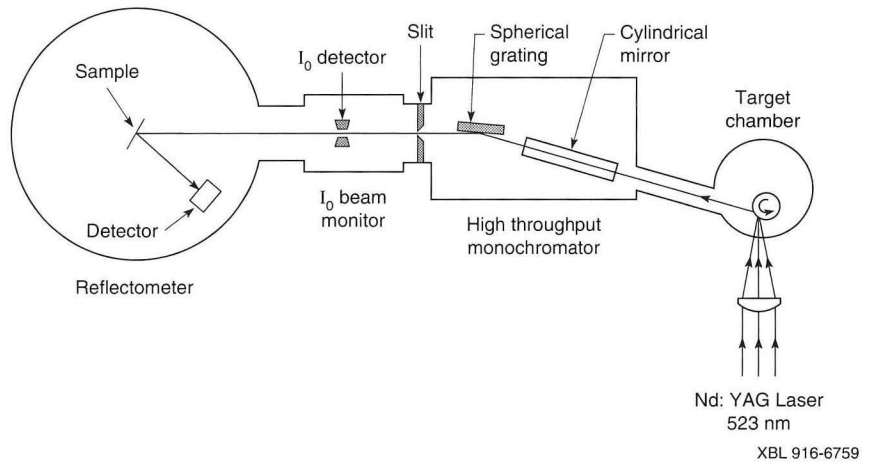 Slit
Spherical
grating
Cylindrical
mirror
I₀ detector
Sample
Target
chamber
Detector
I₀ beam
monitor
High throughput
monochromator
Reflectometer
Nd: YAG Laser
523 nm
XBL 916-6759